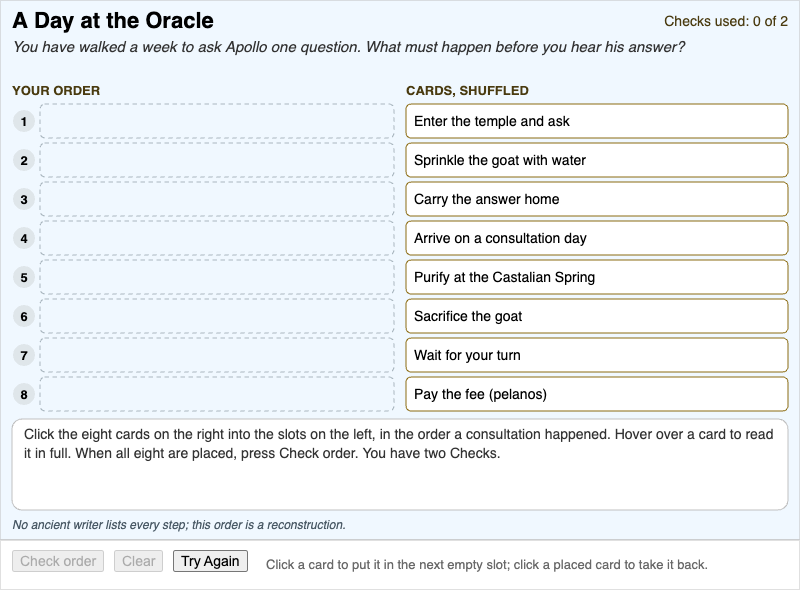 A Day at the Oracle
Checks used: 0 of 2
You have walked a week to ask Apollo one question. What must happen before you hear his answer?
YOUR ORDER
1
2
3
4
5
6
7
8
CARDS, SHUFFLED
Enter the temple and ask
Sprinkle the goat with water
Carry the answer home
Arrive on a consultation day
Purify at the Castalian Spring
Sacrifice the goat
Wait for your turn
Pay the fee (pelanos)
Click the eight cards on the right into the slots on the left, in the order a consultation happened. Hover over a card to read
it in full. When all eight are placed, press Check order. You have two Checks.
No ancient writer lists every step; this order is a reconstruction.
Check order
Clear
Try Again
Click a card to put it in the next empty slot; click a placed card to take it back.